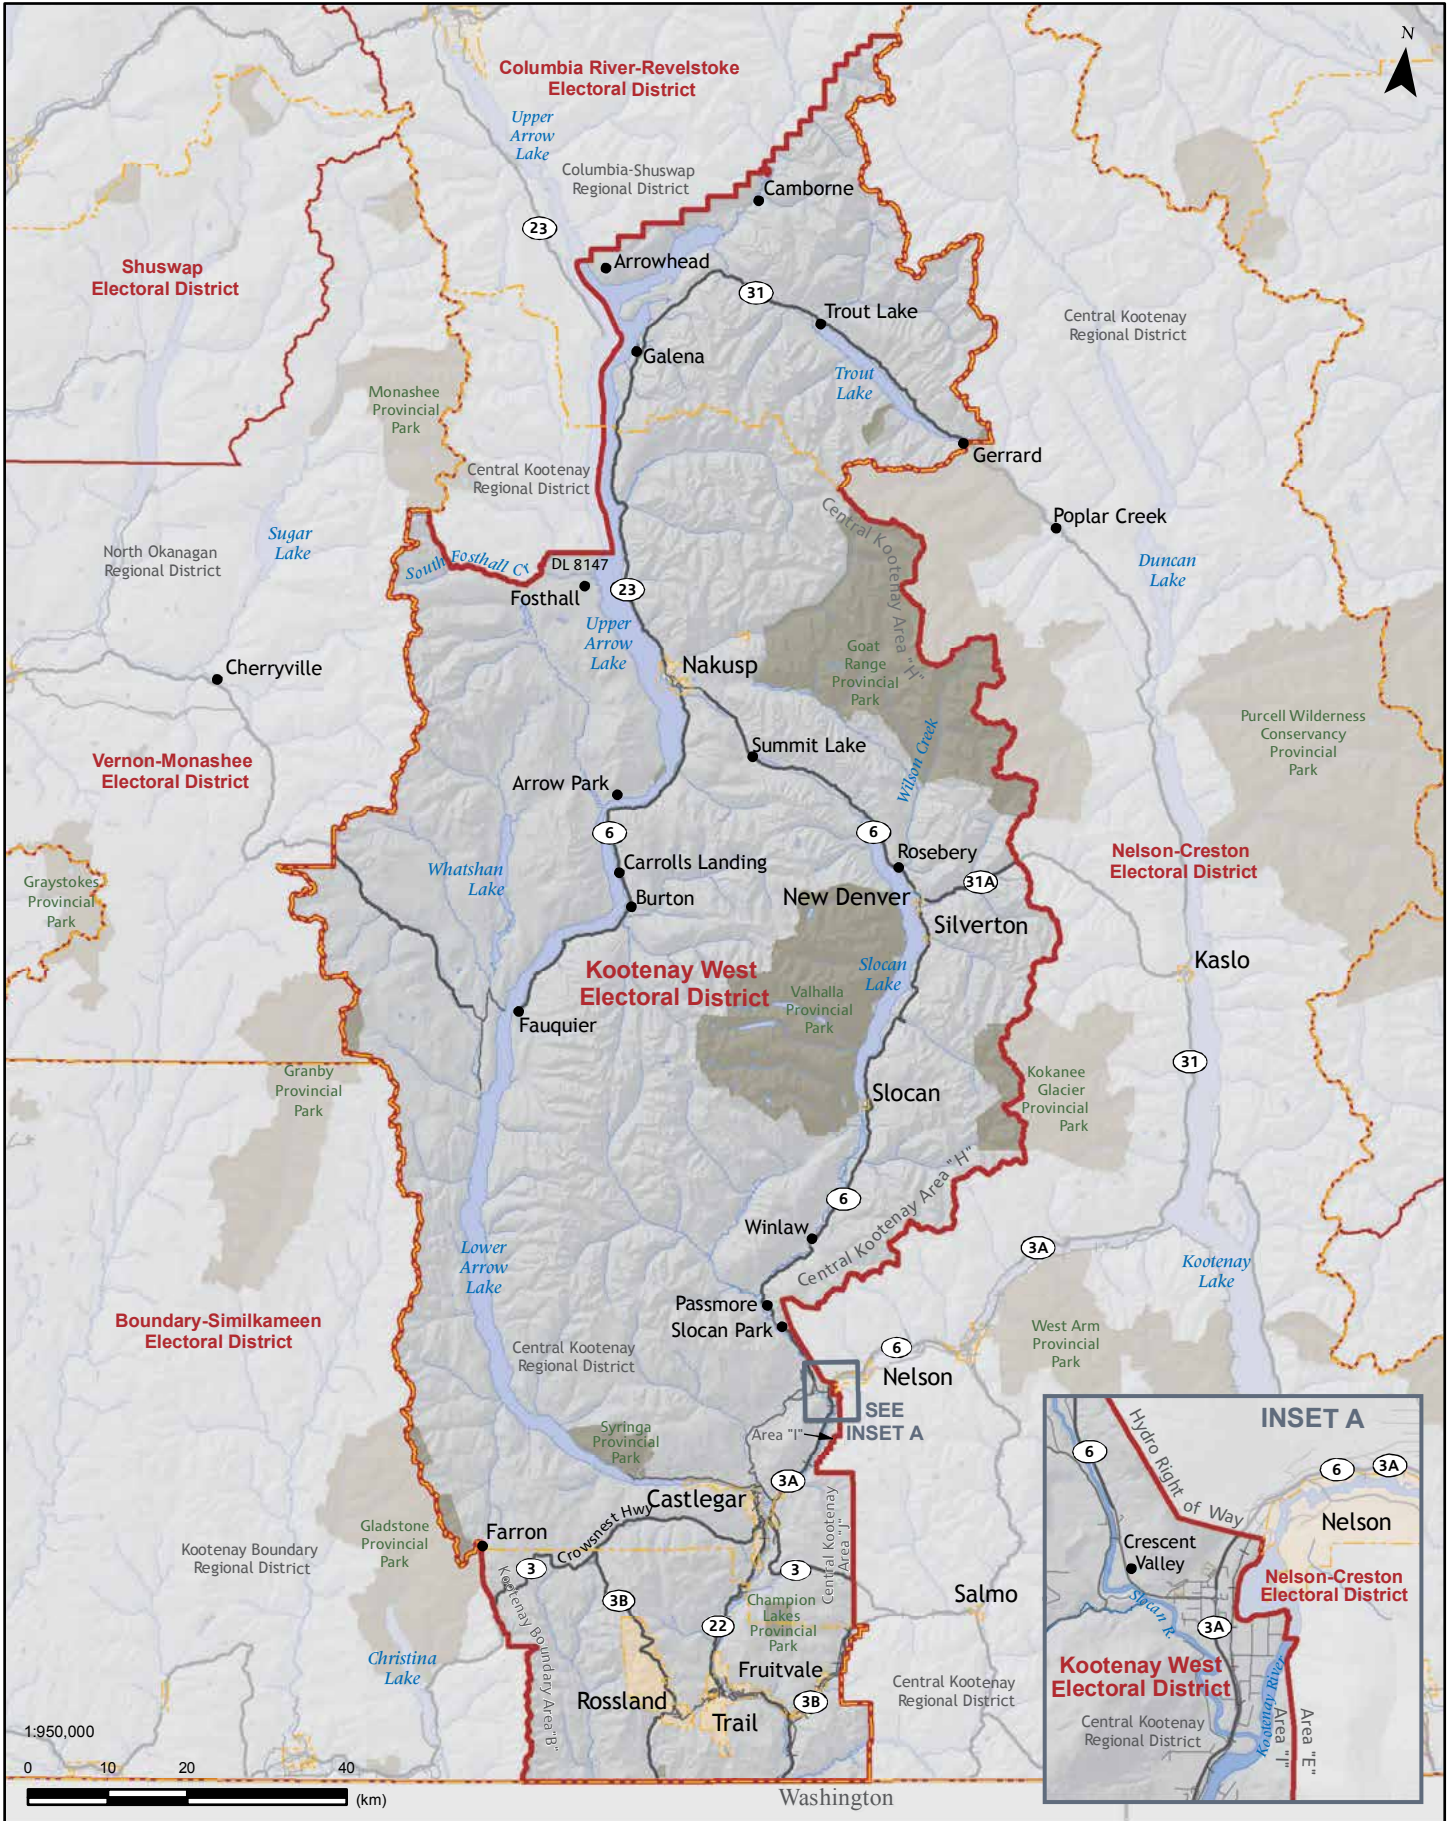 N
Columbia River-Revelstoke
Electoral District
Upper
Arrow
Lake
Columbia-Shuswap
Regional District
Camborne
23
Arrowhead
Shuswap
Electoral District
31
Trout Lake
Central Kootenay
Regional District
Galena
Trout
Lake
Monashee
Provincial
Park
Gerrard
Central Kootenay
Regional District
Central Kootenay Area "H"
Poplar Creek
Sugar
Lake
North Okanagan
Regional District
South Fosthall Cr
DL 8147
Duncan
Lake
Fosthall
23
Upper
Arrow
Lake
Goat
Range
Provincial
Park
Nakusp
Cherryville
Purcell Wilderness
Conservancy
Provincial
Park
Summit Lake
Wilson Creek
Vernon-Monashee
Electoral District
Arrow Park
6
6
Nelson-Creston
Electoral District
Rosebery
Carrolls Landing
Whatshan
Lake
31A
Graystokes
Provincial
Park
Burton
New Denver
Silverton
Kaslo
Kootenay West
Electoral District
Slocan
Lake
Valhalla
Provincial
Park
Fauquier
31
Granby
Provincial
Park
Kokanee
Glacier
Provincial
Park
Slocan
Central Kootenay Area "H"
6
Winlaw
3A
Lower
Arrow
Lake
Kootenay
Lake
Passmore
Slocan Park
Boundary-Similkameen
Electoral District
West Arm
Provincial
Park
Central Kootenay
Regional District
6
Nelson
SEE
INSET A
Area "I"
Syringa
Provincial
Park
3A
Castlegar
Central Kootenay
Area "J"
Crowsnest Hwy
Gladstone
Provincial
Park
Farron
Kootenay Boundary
Regional District
3
3
Kootenay Boundary Area"B"
3B
Champion
Lakes
Provincial
Park
Salmo
22
Christina
Lake
Fruitvale
Rossland
3B
Central Kootenay
Regional District
Trail
1:950,000
0
10
20
40
(km)
Washington
INSET A
Hydro Right of Way
6
6
3A
Nelson
Crescent
Valley
Nelson-Creston
Electoral District
Slocan R.
3A
Kootenay West
Electoral District
Central Kootenay
Regional District
Kootenay River
Area "I"
Area "E"